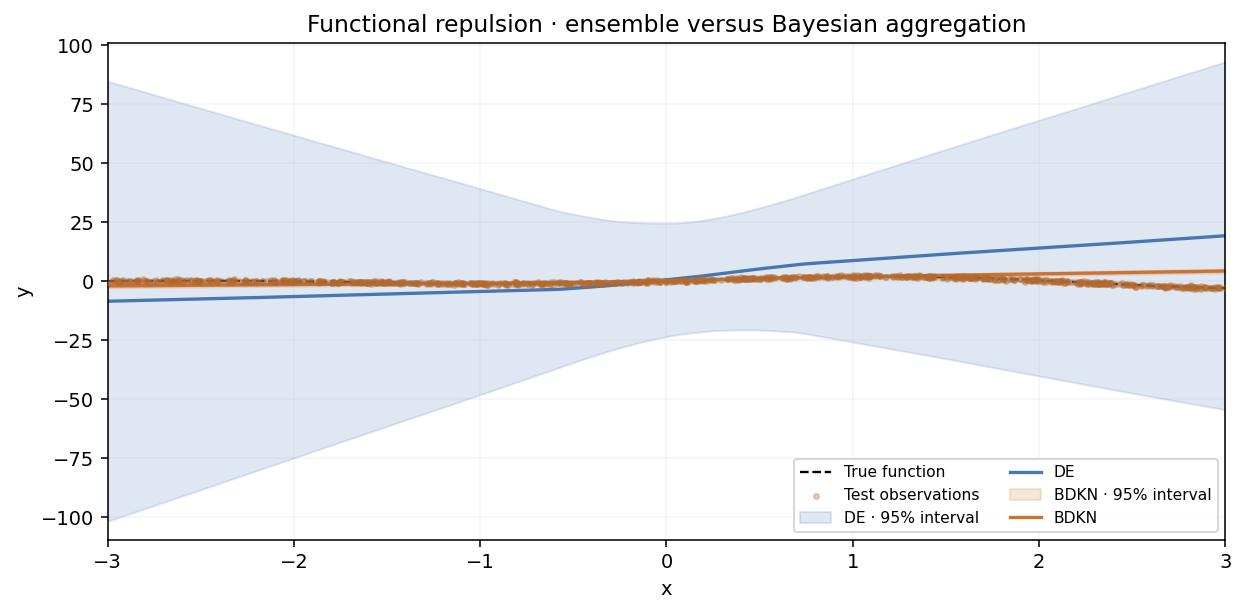 Functional repulsion · ensemble versus Bayesian aggregation
100
75
50
25
0
−25
−50
−75
−100
y
−3
−2
−1
0
1
2
3
x
True function
Test observations
DE · 95% interval
DE
BDKN · 95% interval
BDKN